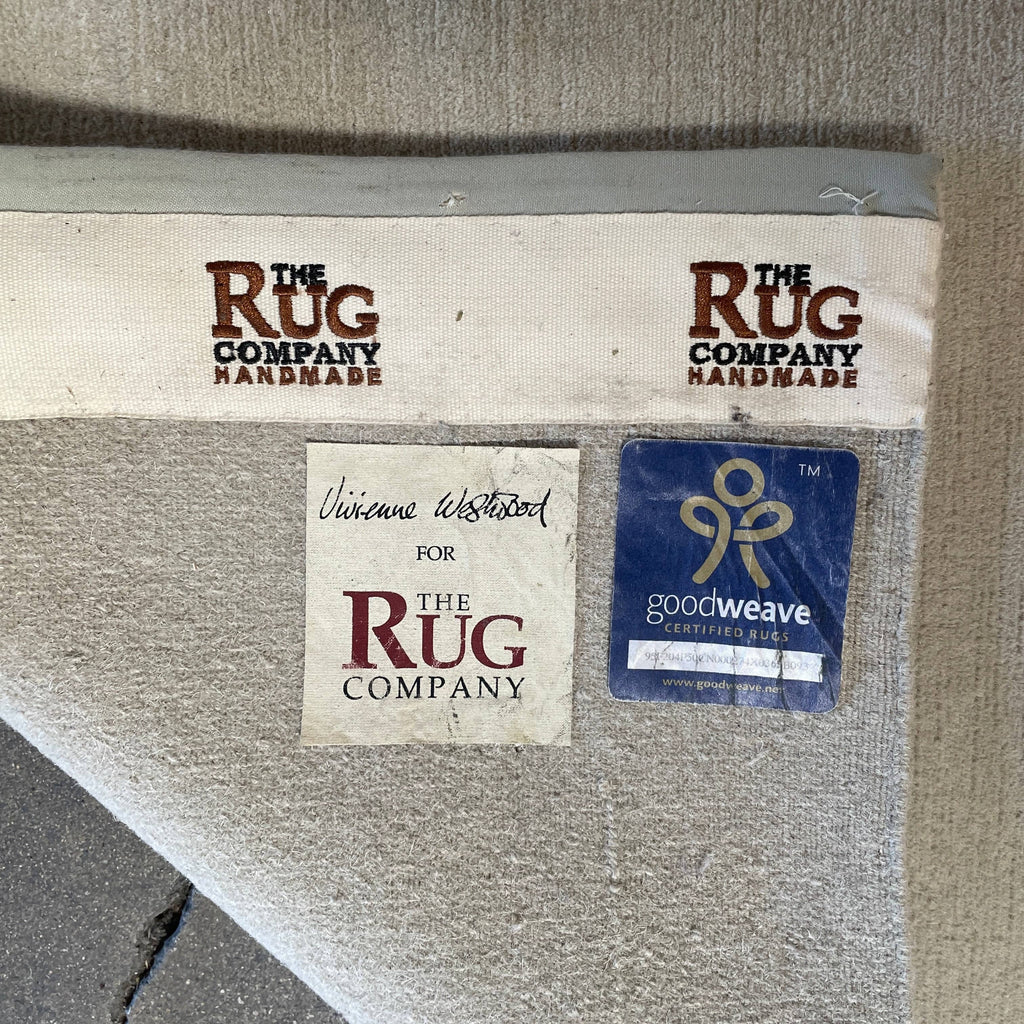 THE
RUG
COMPANY
HANDMADE
THE
RUG
COMPANY
HANDMADE
Vivienne Westwood
FOR
THE
RUG
COMPANY
TM
goodweave
CERTIFIED RUGS
www.goodweave.net